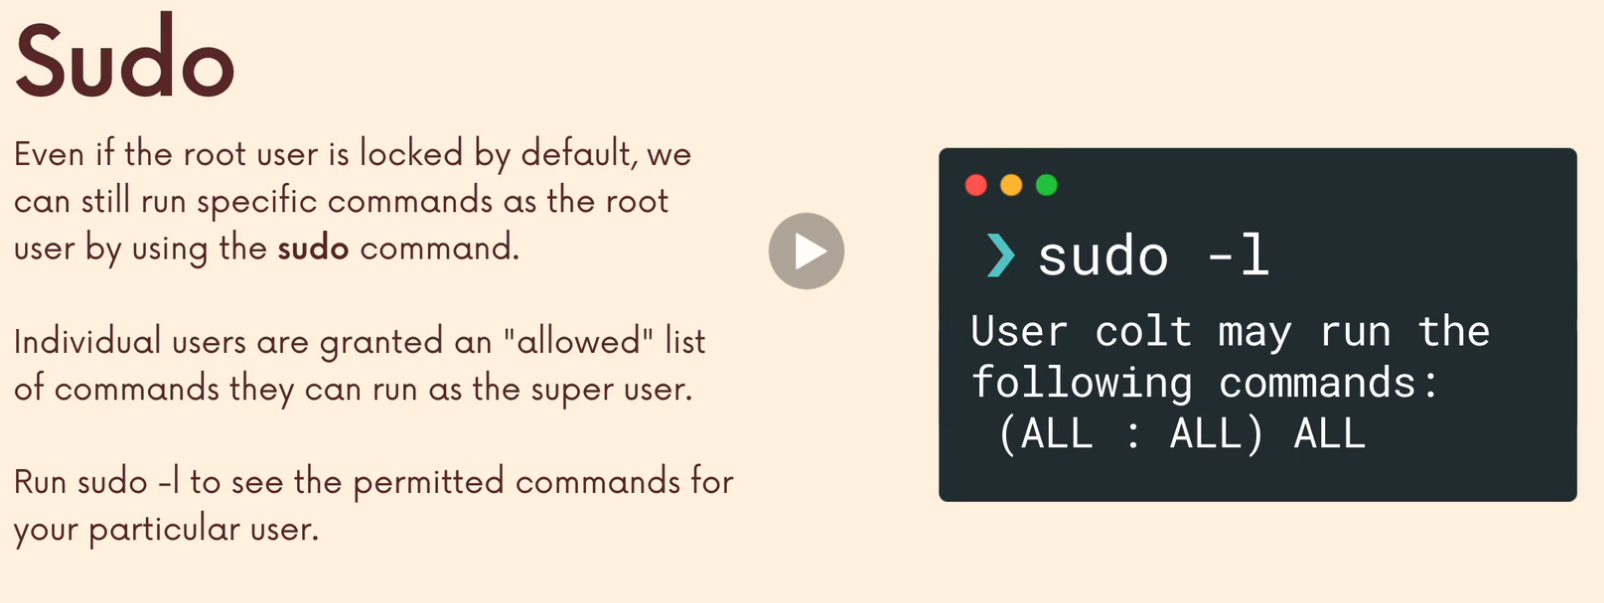 Sudo
Even if the root user is locked by default, we
can still run specific commands as the root
user by using the sudo command.
Individual users are granted an "allowed" list
of commands they can run as the super user.
Run sudo -l to see the permitted commands for
your particular user.
❯ sudo -l
User colt may run the
following commands:
(ALL : ALL) ALL